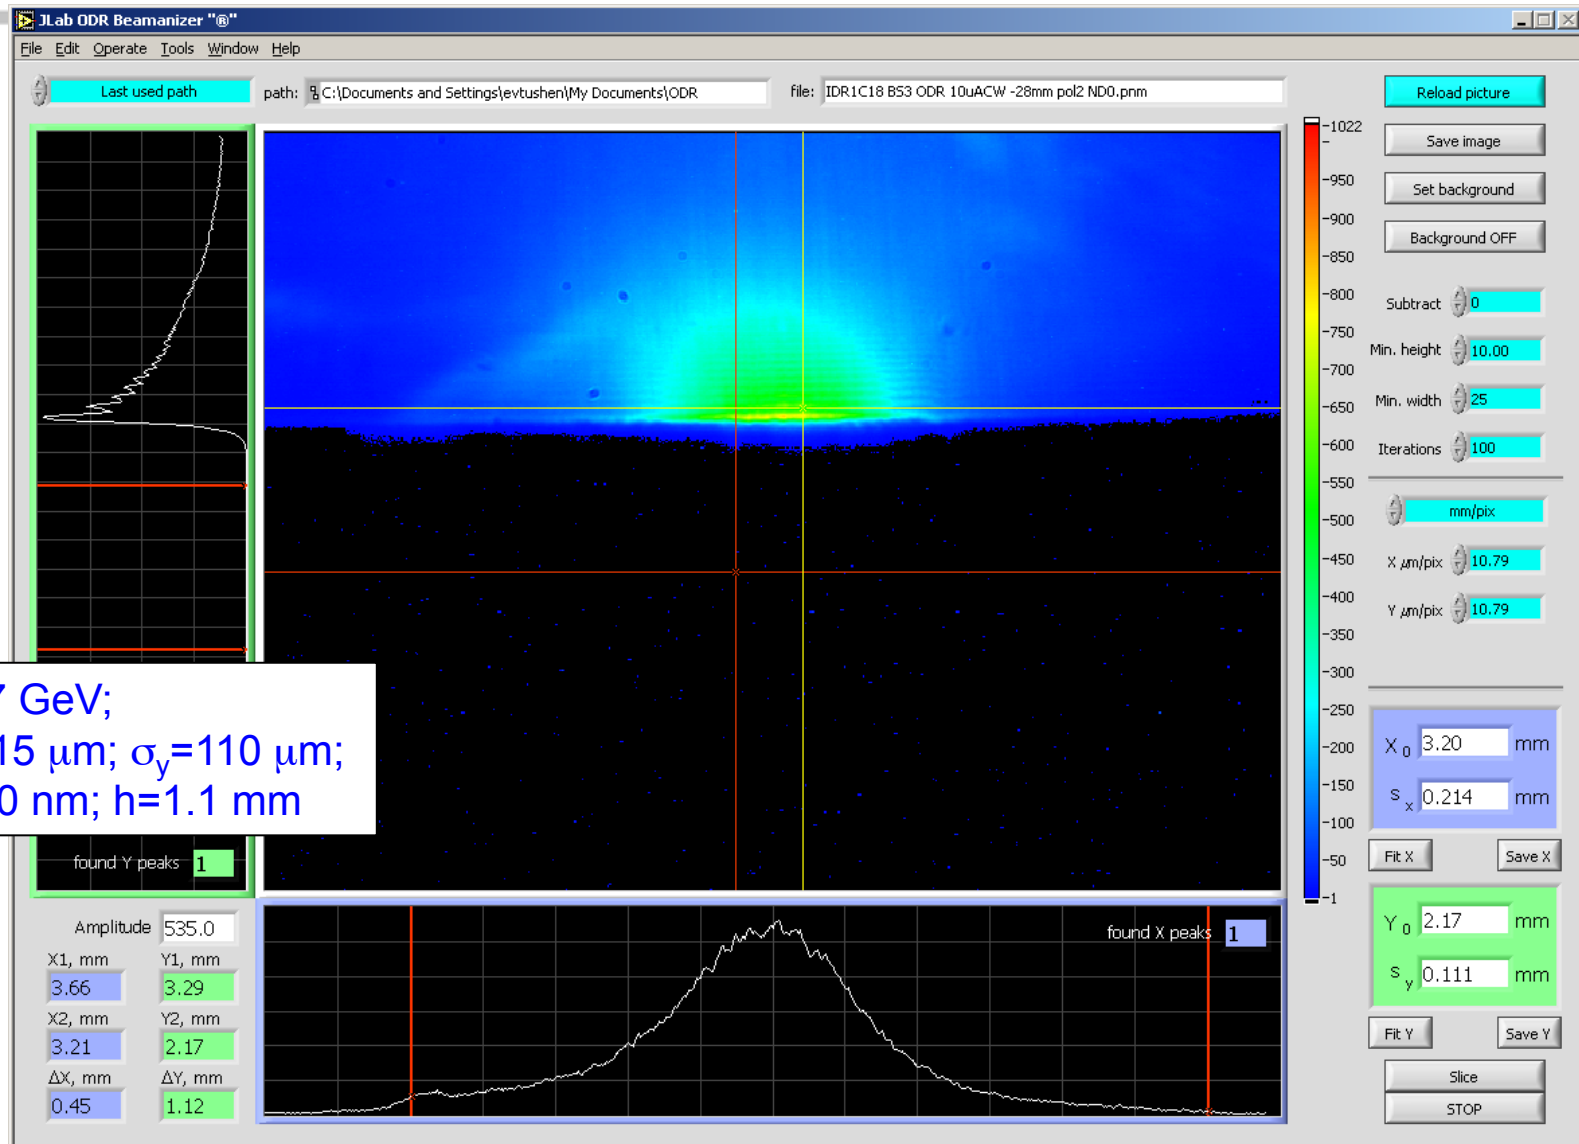 JLab ODR Beamanizer "®"
File Edit Operate Tools Window Help
Last used path path: C:\Documents and Settings\evtushen\My Documents\ODR file: IDR1C18 BS3 ODR 10uACW -28mm pol2 ND0.pnm
Reload picture
Save image
Set background
Background OFF
Subtract 0
Min. height 10.00
Min. width 25
Iterations 100
mm/pix
X µm/pix 10.79
Y µm/pix 10.79
-1022
-950
-900
-850
-800
-750
-700
-650
-600
-550
-500
-450
-400
-350
-300
-250
-200
-150
-100
-50
-1
7 GeV;
15 µm; σy=110 µm;
0 nm; h=1.1 mm
found Y peaks 1
X0 3.20 mm
Sx 0.214 mm
Fit X Save X
Y0 2.17 mm
Sy 0.111 mm
Fit Y Save Y
Slice
STOP
Amplitude 535.0
X1, mm Y1, mm
3.66 3.29
X2, mm Y2, mm
3.21 2.17
ΔX, mm ΔY, mm
0.45 1.12
found X peaks 1